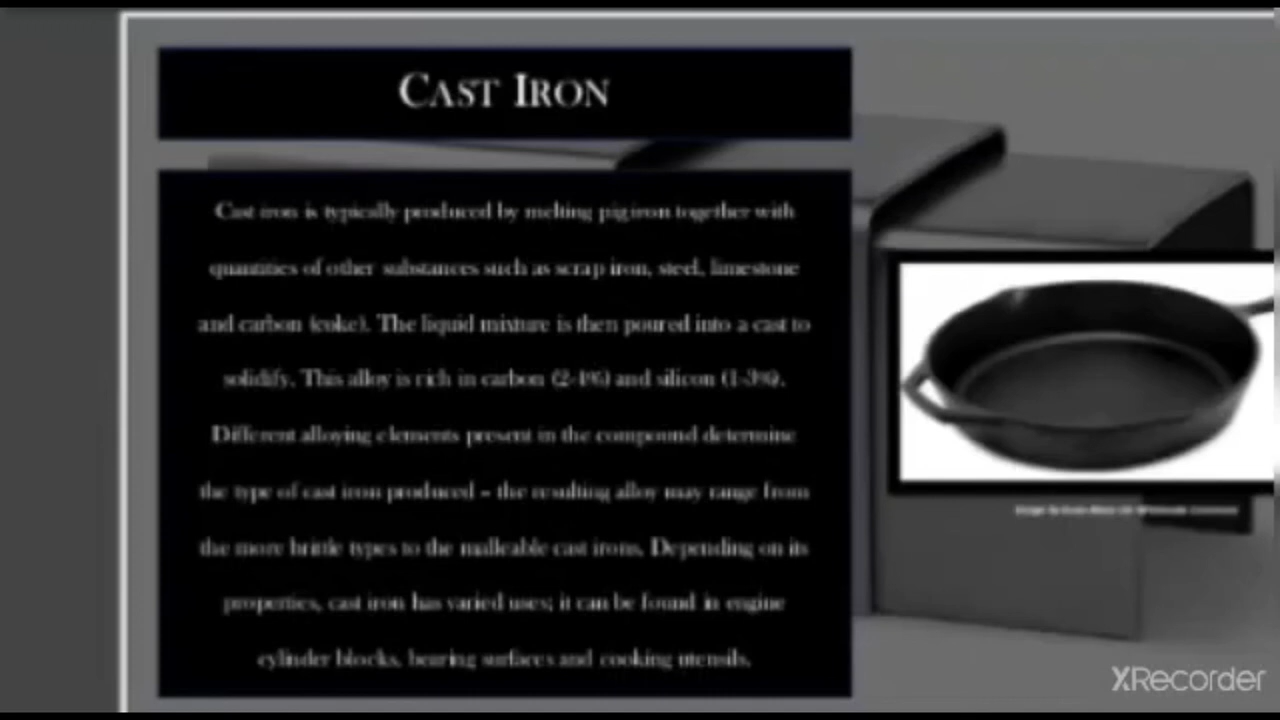 CAST IRON
Cast iron is typically produced by melting pig iron together with
quantities of other substances such as scrap iron, steel, limestone
and carbon (coke). The liquid mixture is then poured into a cast to
solidify. This alloy is rich in carbon (2-4%) and silicon (1-3%).
Different alloying elements present in the compound determine
the type of cast iron produced – the resulting alloy may range from
the more brittle types to the malleable cast irons. Depending on its
properties, cast iron has varied uses; it can be found in engine
cylinder blocks, bearing surfaces and cooking utensils.
XRecorder